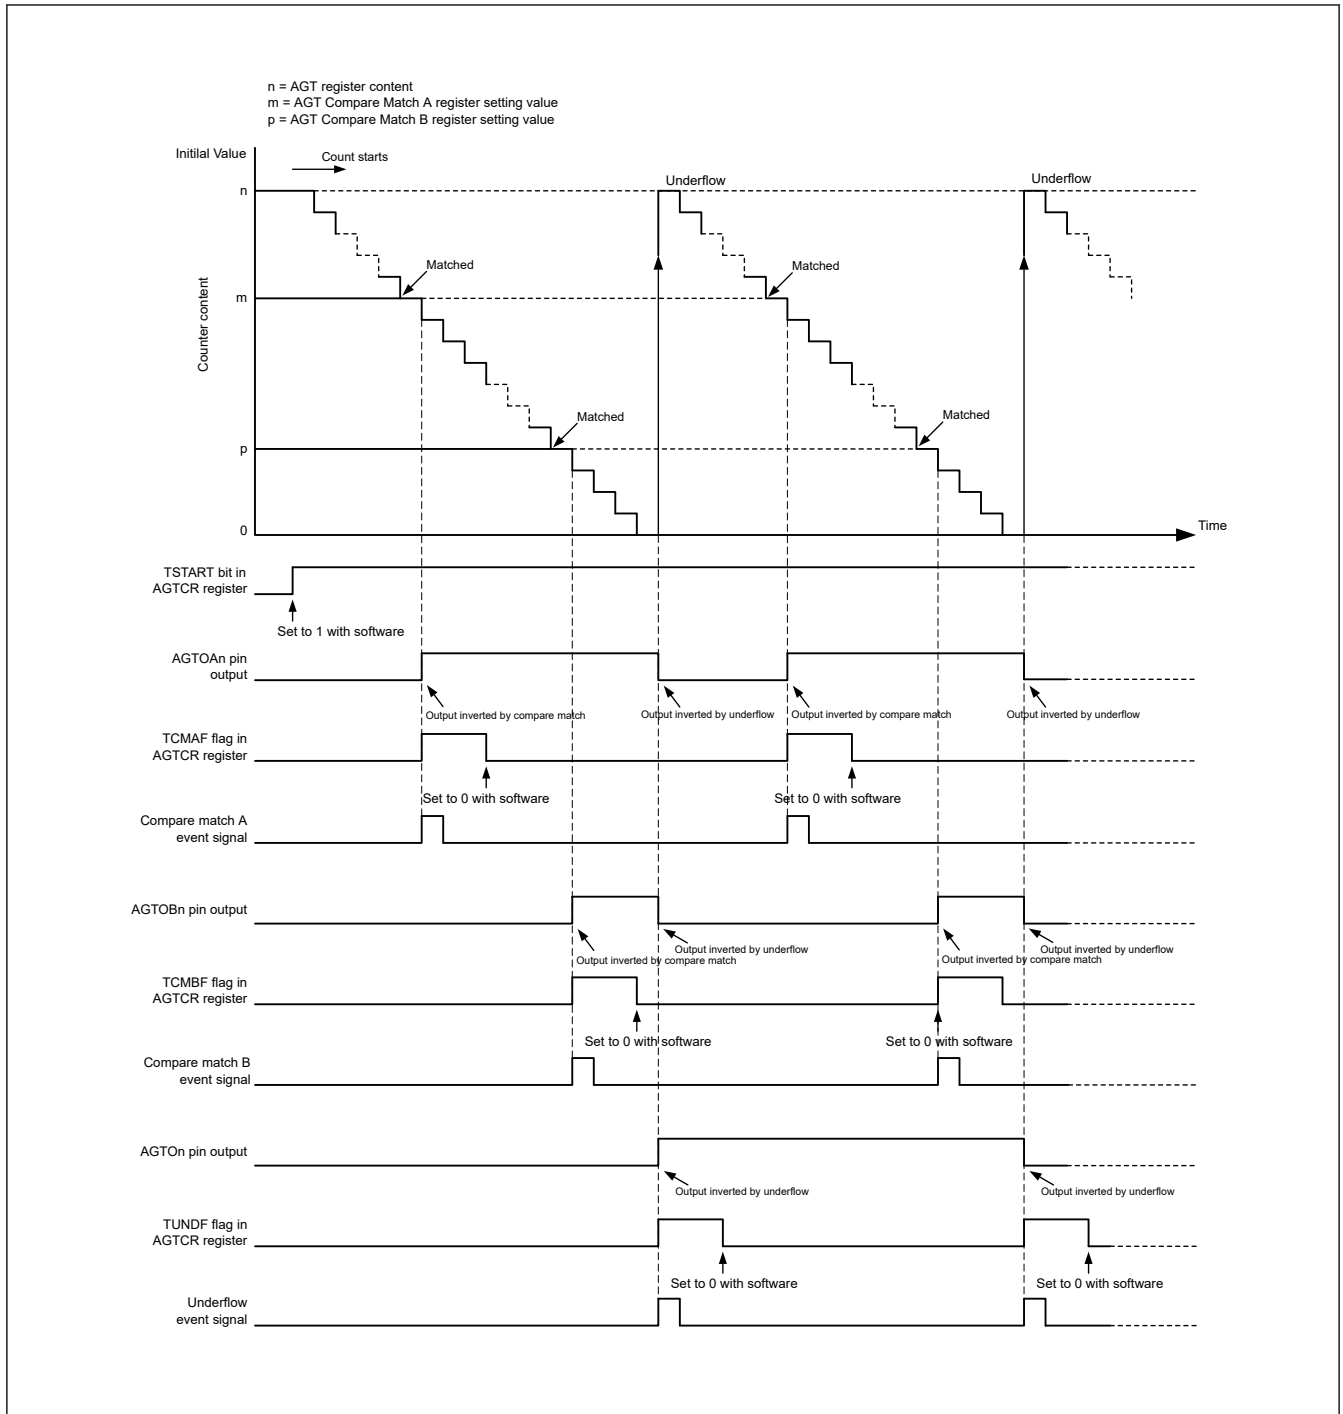 n = AGT register content
m = AGT Compare Match A register setting value
p = AGT Compare Match B register setting value
Initilal Value
Count starts
n
Underflow
Underflow
Matched
Matched
m
Counter content
Matched
Matched
p
0
Time
TSTART bit in
AGTCR register
Set to 1 with software
AGTOAn pin
output
Output inverted by compare match
Output inverted by underflow
Output inverted by compare match
Output inverted by underflow
TCMAF flag in
AGTCR register
Set to 0 with software
Set to 0 with software
Compare match A
event signal
AGTOBn pin output
Output inverted by underflow
Output inverted by compare match
Output inverted by underflow
Output inverted by compare match
TCMBF flag in
AGTCR register
Set to 0 with software
Set to 0 with software
Compare match B
event signal
AGTOn pin output
Output inverted by underflow
Output inverted by underflow
TUNDF flag in
AGTCR register
Set to 0 with software
Set to 0 with software
Underflow
event signal